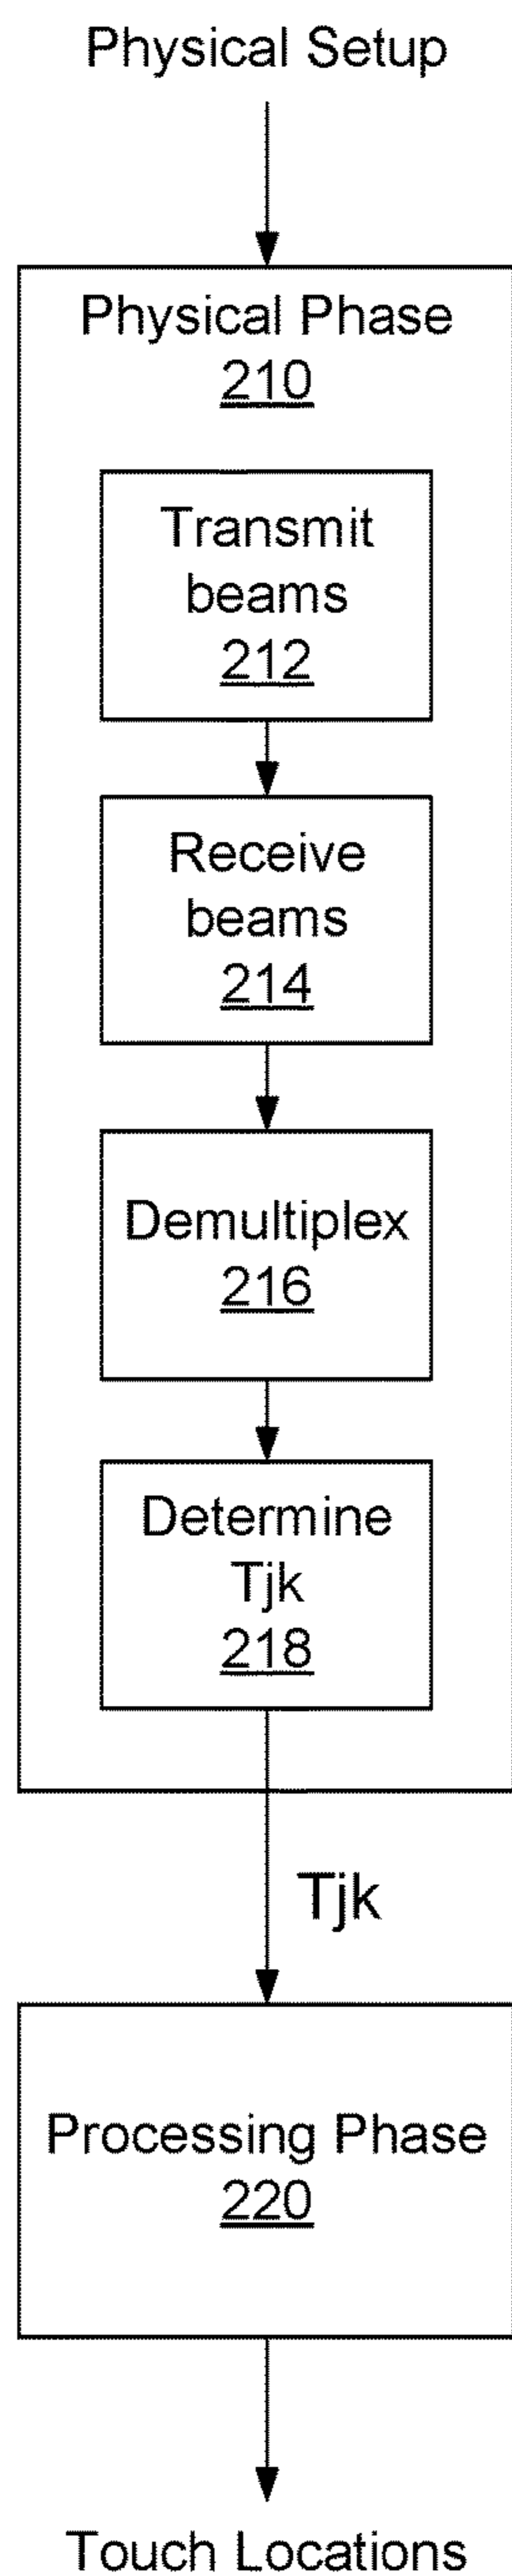 Physical Setup
Physical Phase
210
Transmit
beams
212
Receive
beams
214
Demultiplex
216
Determine
Tjk
218
Tjk
Processing Phase
220
Touch Locations